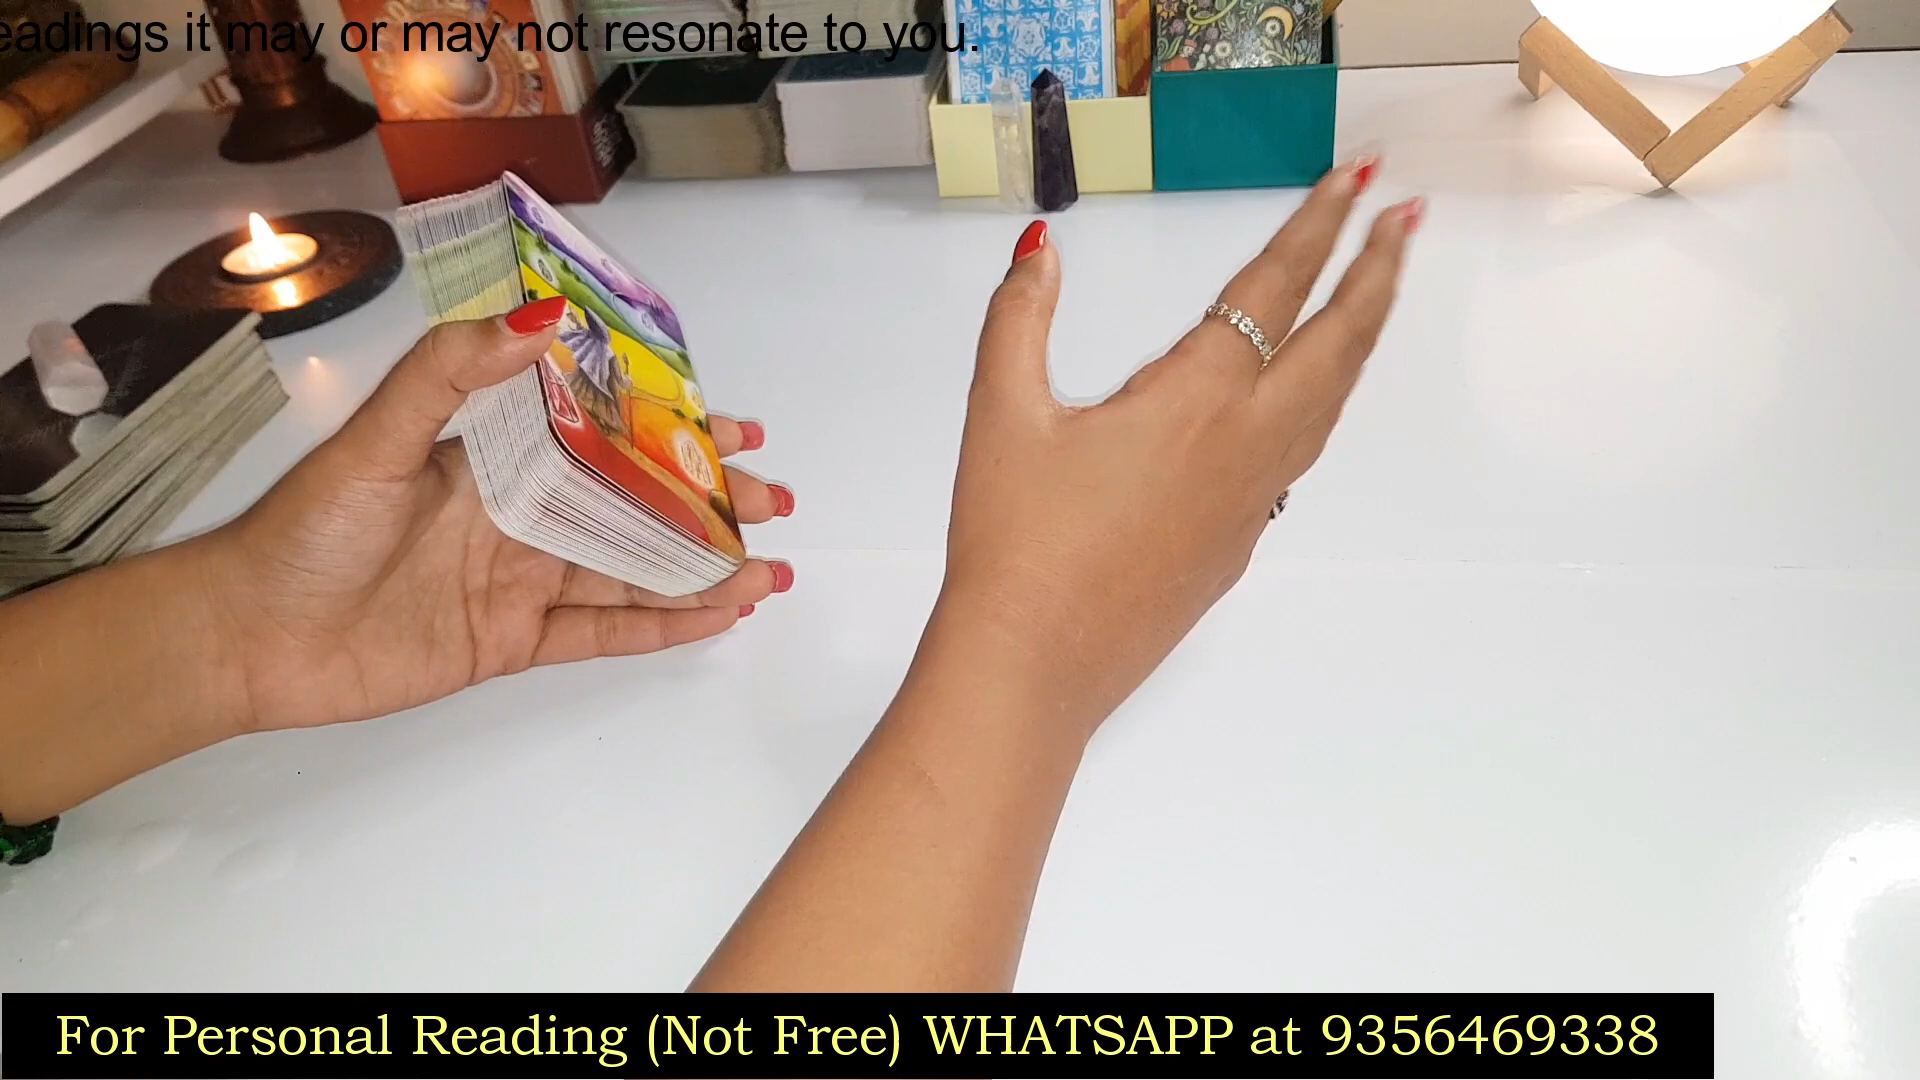 eadings it may or may not resonate to you.
For Personal Reading (Not Free) WHATSAPP at 9356469338